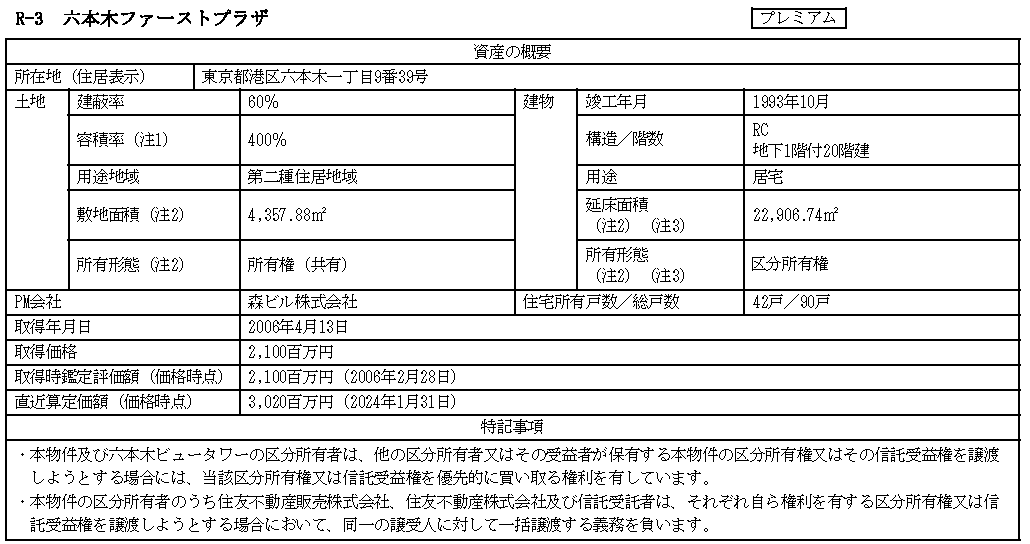 R-3 六本木ファーストプラザ
プレミアム
資産の概要
所在地（住居表示） 東京都港区六本木一丁目9番39号
土地 建蔽率 60% 建物 竣工年月 1993年10月
容積率（注1） 400% 構造／階数 RC
地下1階付20階建
用途地域 第二種住居地域 用途 居宅
敷地面積（注2） 4,357.88㎡ 延床面積
（注2）（注3） 22,906.74㎡
所有形態（注2） 所有権（共有） 所有形態
（注2）（注3） 区分所有権
PM会社 森ビル株式会社 住宅所有戸数／総戸数 42戸／90戸
取得年月日 2006年4月13日
取得価格 2,100百万円
取得時鑑定評価額（価格時点） 2,100百万円（2006年2月28日）
直近算定価額（価格時点） 3,020百万円（2024年1月31日）
特記事項
・本物件及び六本木ビュータワーの区分所有者は、他の区分所有者又はその受益者が保有する本物件の区分所有権又はその信託受益権を譲渡
しようとする場合には、当該区分所有権又は信託受益権を優先的に買い取る権利を有しています。
・本物件の区分所有者のうち住友不動産販売株式会社、住友不動産株式会社及び信託受託者は、それぞれ自ら権利を有する区分所有権又は信
託受益権を譲渡しようとする場合において、同一の譲受人に対して一括譲渡する義務を負います。